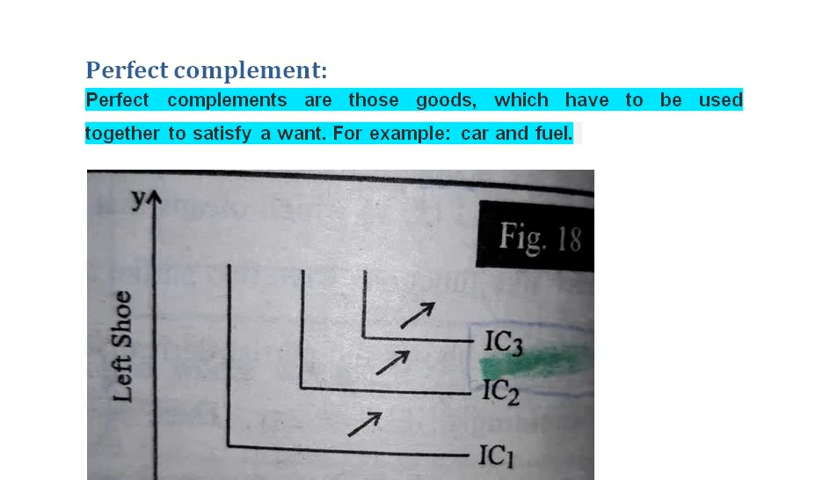 Perfect complement:
Perfect complements are those goods, which have to be used
together to satisfy a want. For example: car and fuel.
y
Fig. 18
Left Shoe
IC3
IC2
IC1